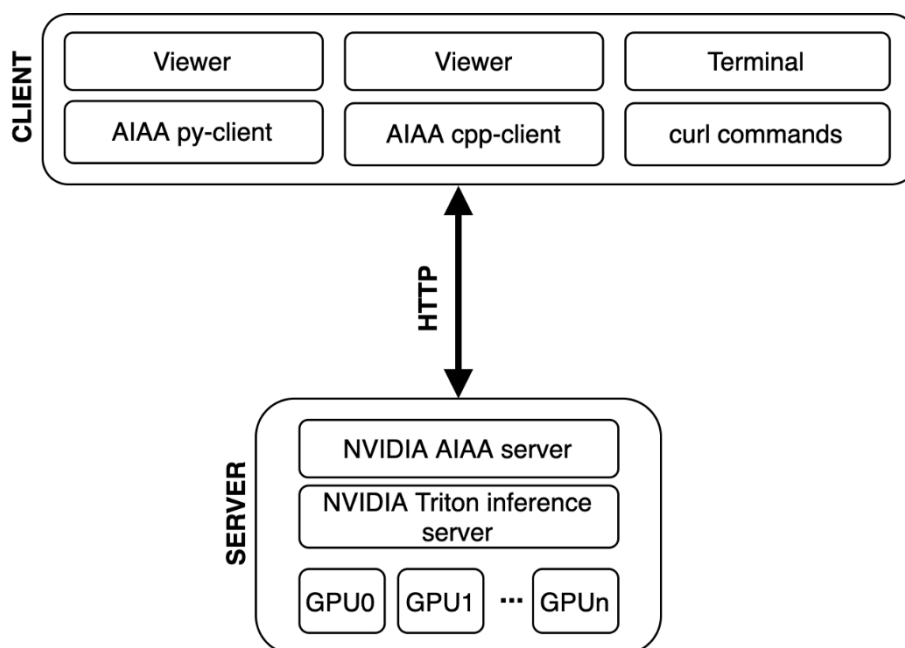 CLIENT
Viewer
Viewer
Terminal
AIAA py-client
AIAA cpp-client
curl commands
HTTP
SERVER
NVIDIA AIAA server
NVIDIA Triton inference
server
GPU0
GPU1
...
GPUn